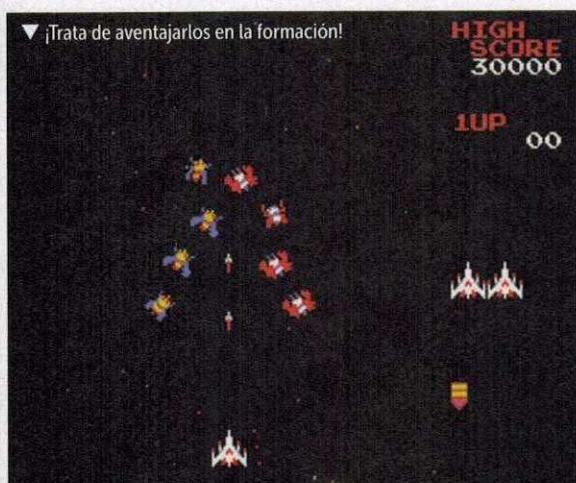 ▼ ¡Trata de aventajarlos en la formación!
HIGH
SCORE
30000
1UP
00